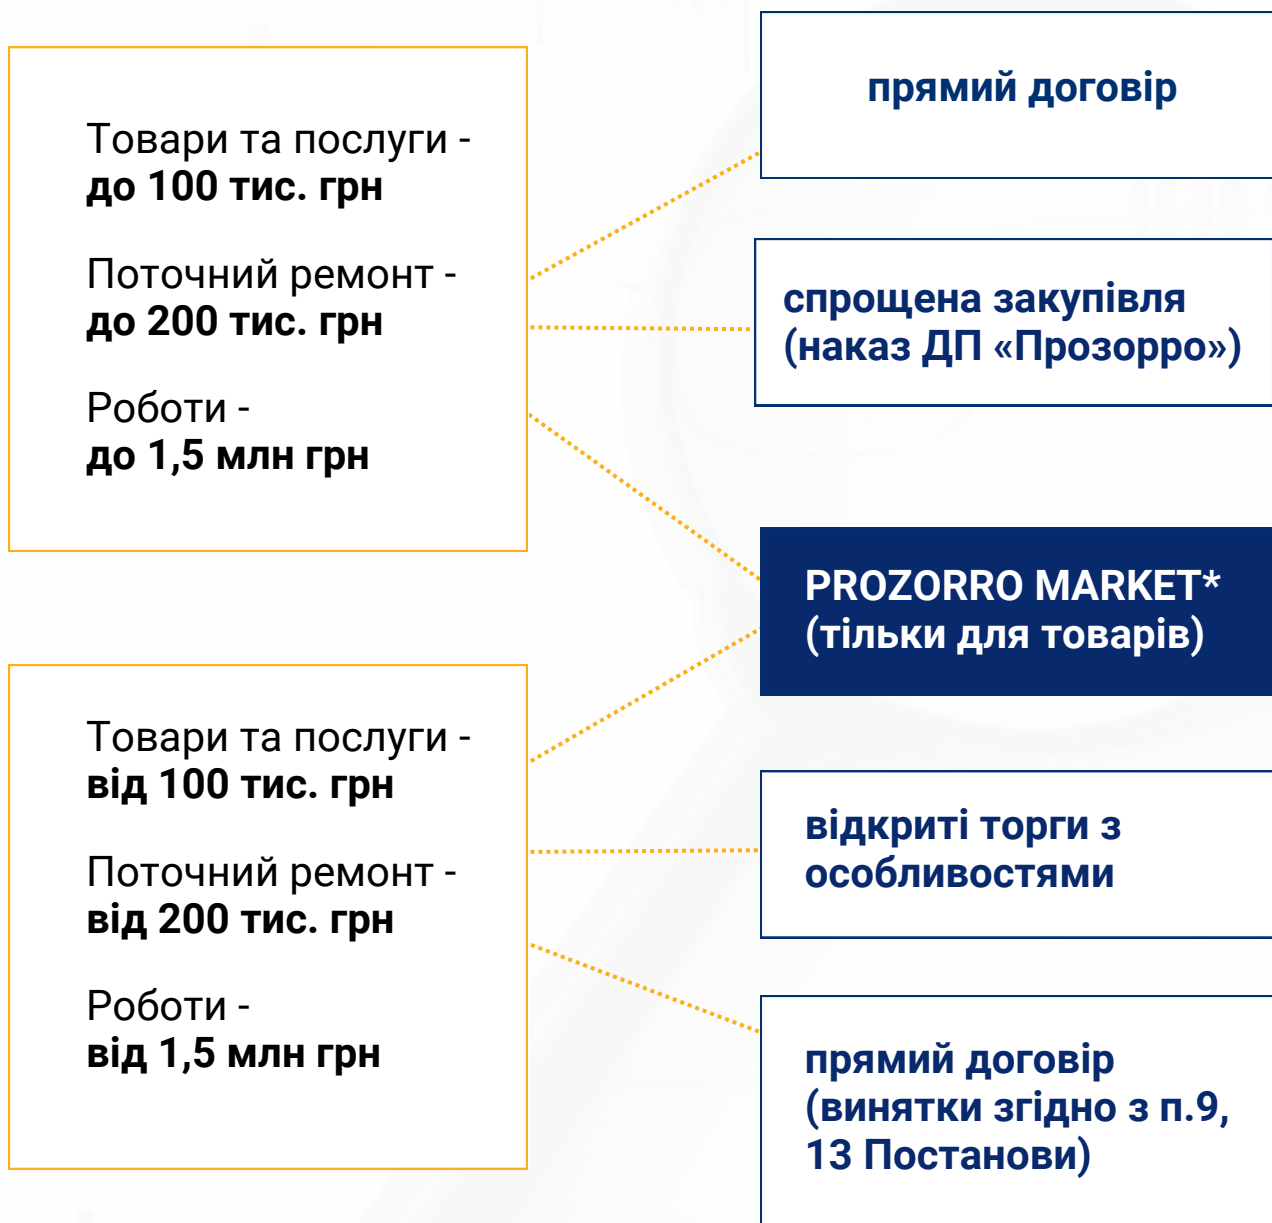 Товари та послуги -
до 100 тис. грн
Поточний ремонт -
до 200 тис. грн
Роботи -
до 1,5 млн грн
Товари та послуги -
від 100 тис. грн
Поточний ремонт -
від 200 тис. грн
Роботи -
від 1,5 млн грн
прямий договір
спрощена закупівля
(наказ ДП «Прозорро»)
PROZORRO MARKET*
(тільки для товарів)
відкриті торги з
особливостями
прямий договір
(винятки згідно з п.9,
13 Постанови)